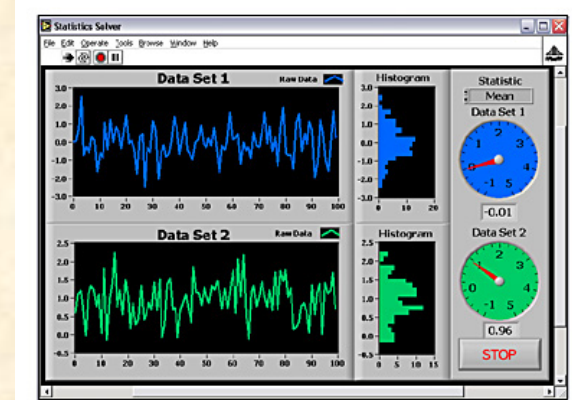 Statistics Solver
File Edit Operate Tools Browse Window Help
Data Set 1
Raw Data
3.0
2.0
1.0
0.0
-1.0
-2.0
-3.0
0 10 20 30 40 50 60 70 80 90 100
Histogram
3.0
2.0
1.0
0.0
-1.0
-2.0
-3.0
0 10 20
Statistic
Mean
Data Set 1
-1 0 1 2 3 4 5
-0.01
Data Set 2
Raw Data
2.5
2.0
1.5
1.0
0.5
0.0
-0.5
0 10 20 30 40 50 60 70 80 90 100
Histogram
2.5
2.0
1.5
1.0
0.5
0.0
-0.5
0 5 10 15
Data Set 2
-1 0 1 2 3 4 5
0.96
STOP